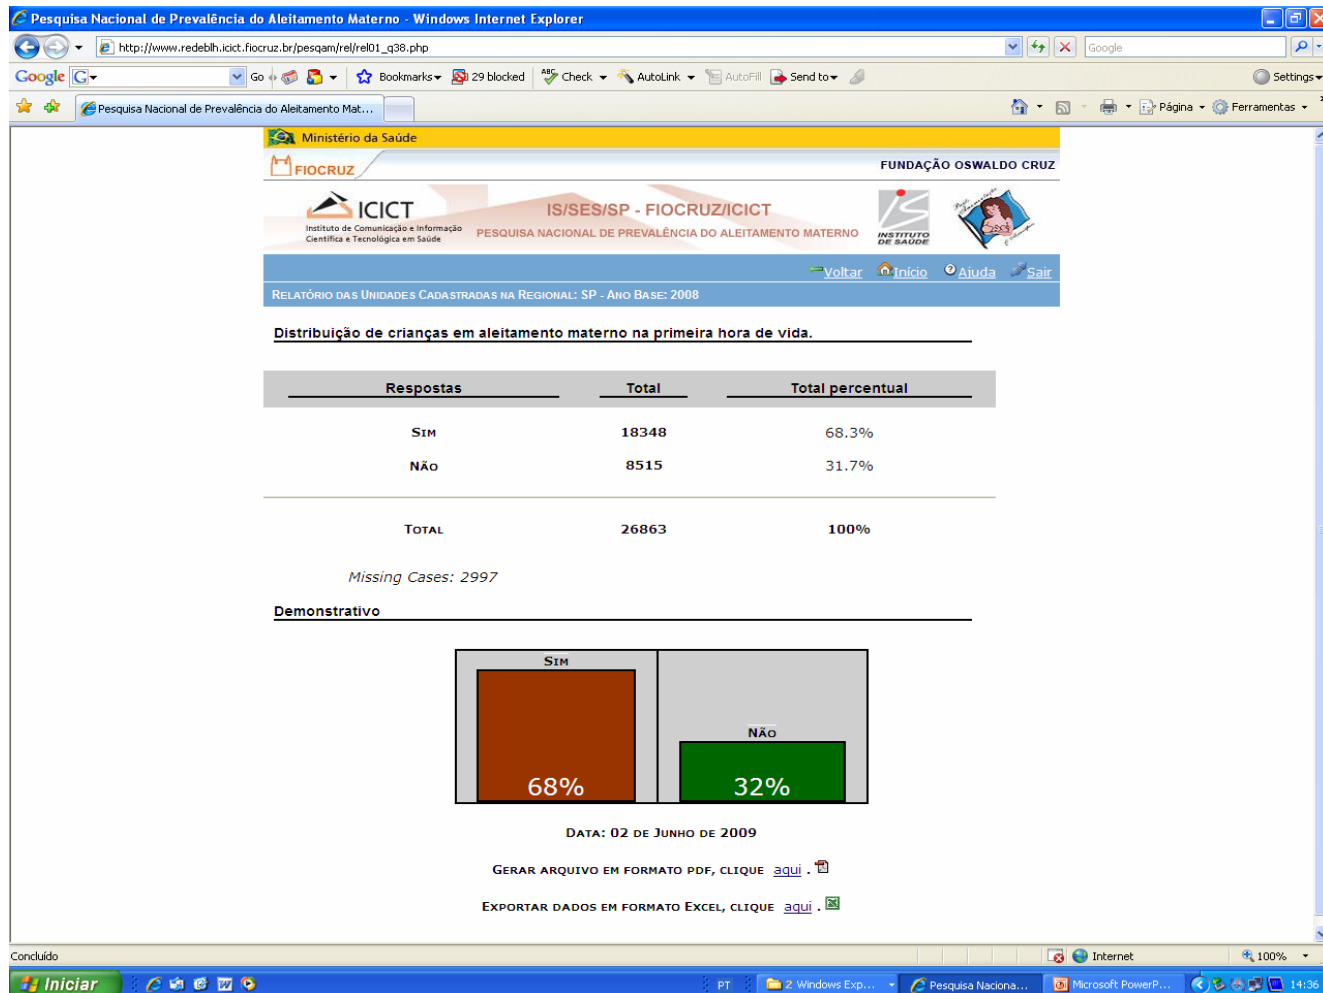 Pesquisa Nacional de Prevalência do Aleitamento Materno - Windows Internet Explorer
http://www.redeblh.icict.fiocruz.br/pesqam/rel/rel01_q38.php
Google
Google G Go Bookmarks 29 blocked ABC Check AutoLink AutoFill Send to Settings
Pesquisa Nacional de Prevalência do Aleitamento Mat... Página Ferramentas
Ministério da Saúde
FIOCRUZ FUNDAÇÃO OSWALDO CRUZ
ICICT
Instituto de Comunicação e Informação
Científica e Tecnológica em Saúde
IS/SES/SP - FIOCRUZ/ICICT
PESQUISA NACIONAL DE PREVALÊNCIA DO ALEITAMENTO MATERNO
INSTITUTO
DE SAÚDE
Voltar Início Ajuda Sair
RELATÓRIO DAS UNIDADES CADASTRADAS NA REGIONAL: SP - ANO BASE: 2008
Distribuição de crianças em aleitamento materno na primeira hora de vida.
Respostas Total Total percentual
SIM 18348 68.3%
NÃO 8515 31.7%
TOTAL 26863 100%
Missing Cases: 2997
Demonstrativo
SIM
NÃO
68% 32%
DATA: 02 DE JUNHO DE 2009
GERAR ARQUIVO EM FORMATO PDF, CLIQUE aqui .
EXPORTAR DADOS EM FORMATO EXCEL, CLIQUE aqui .
Concluído Internet 100%
Iniciar PT 2 Windows Exp... Pesquisa Naciona... Microsoft PowerP... 14:36